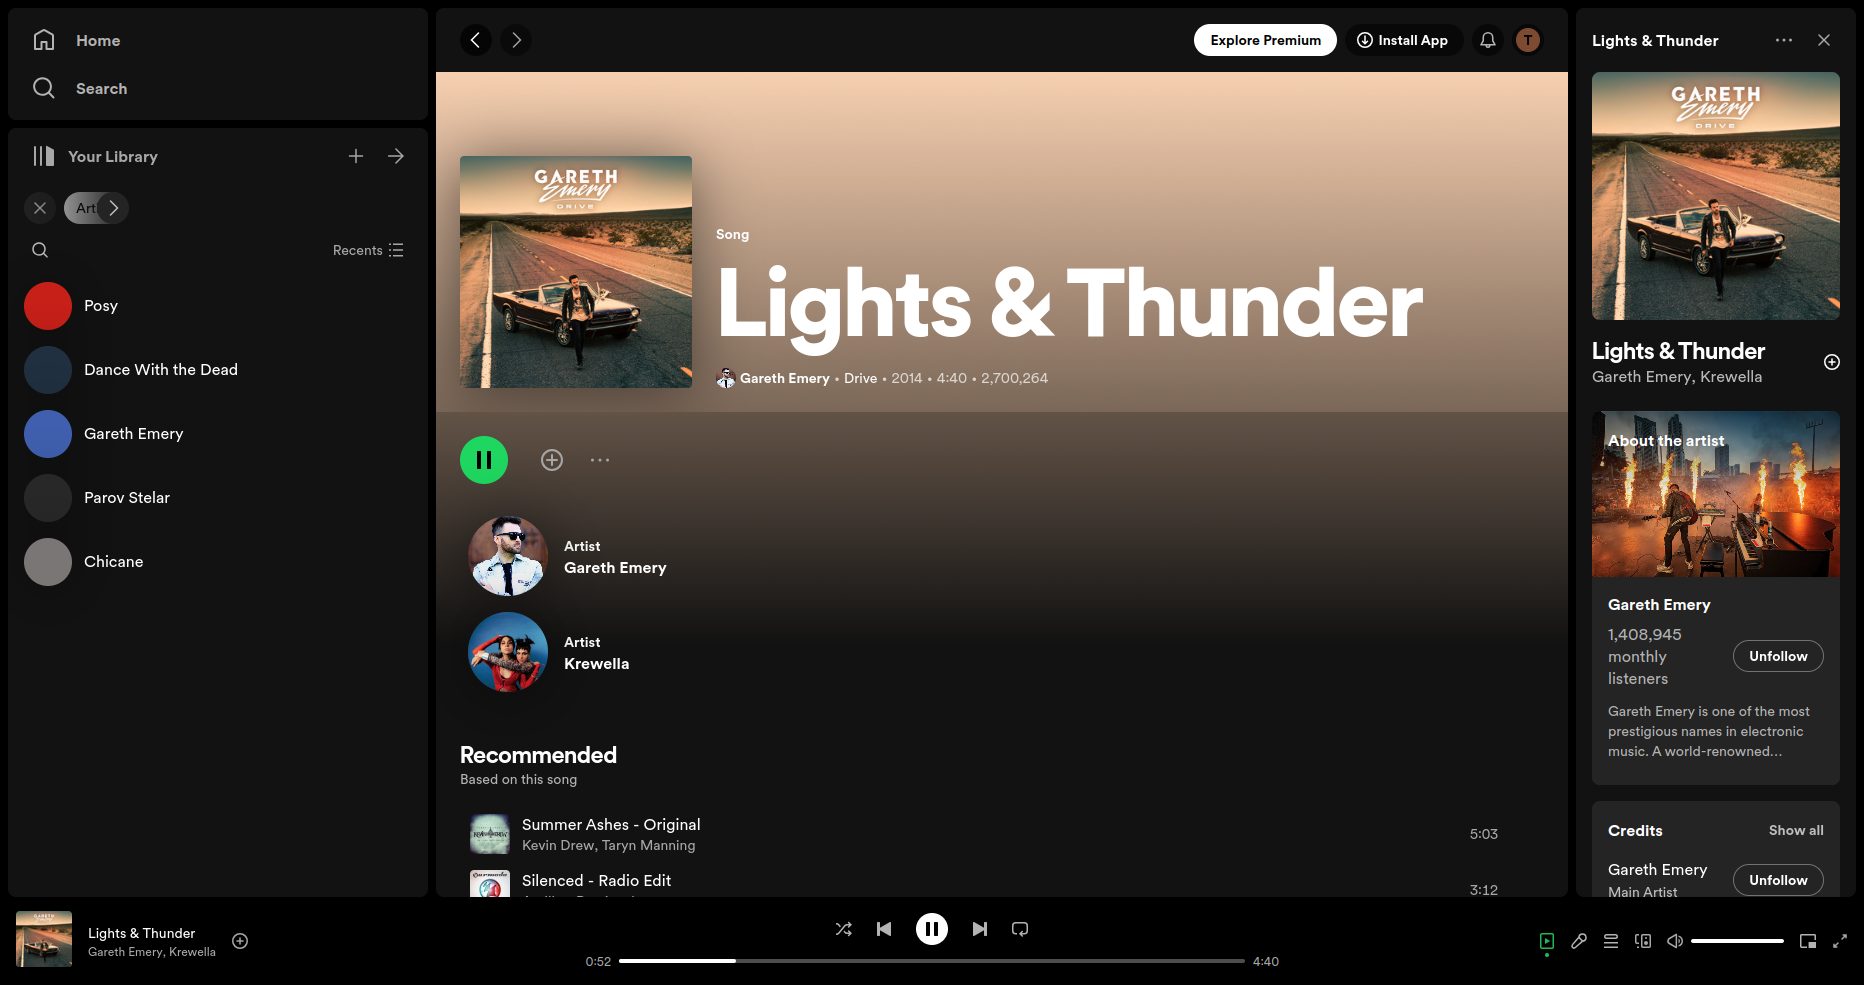 Home
Search
Your Library
Recents
Posy
Dance With the Dead
Gareth Emery
Parov Stelar
Chicane
Explore Premium
Install App
T
GARETH
Emery
DRIVE
Song
Lights & Thunder
Gareth Emery • Drive • 2014 • 4:40 • 2,700,264
Artist
Gareth Emery
Artist
Krewella
Recommended
Based on this song
Summer Ashes - Original
Kevin Drew, Taryn Manning
5:03
Silenced - Radio Edit
3:12
Lights & Thunder
GARETH
Emery
DRIVE
Lights & Thunder
Gareth Emery, Krewella
About the artist
Gareth Emery
1,408,945
monthly
listeners
Unfollow
Gareth Emery is one of the most
prestigious names in electronic
music. A world-renowned...
Credits
Show all
Gareth Emery
Main Artist
Unfollow
Lights & Thunder
Gareth Emery, Krewella
0:52
4:40